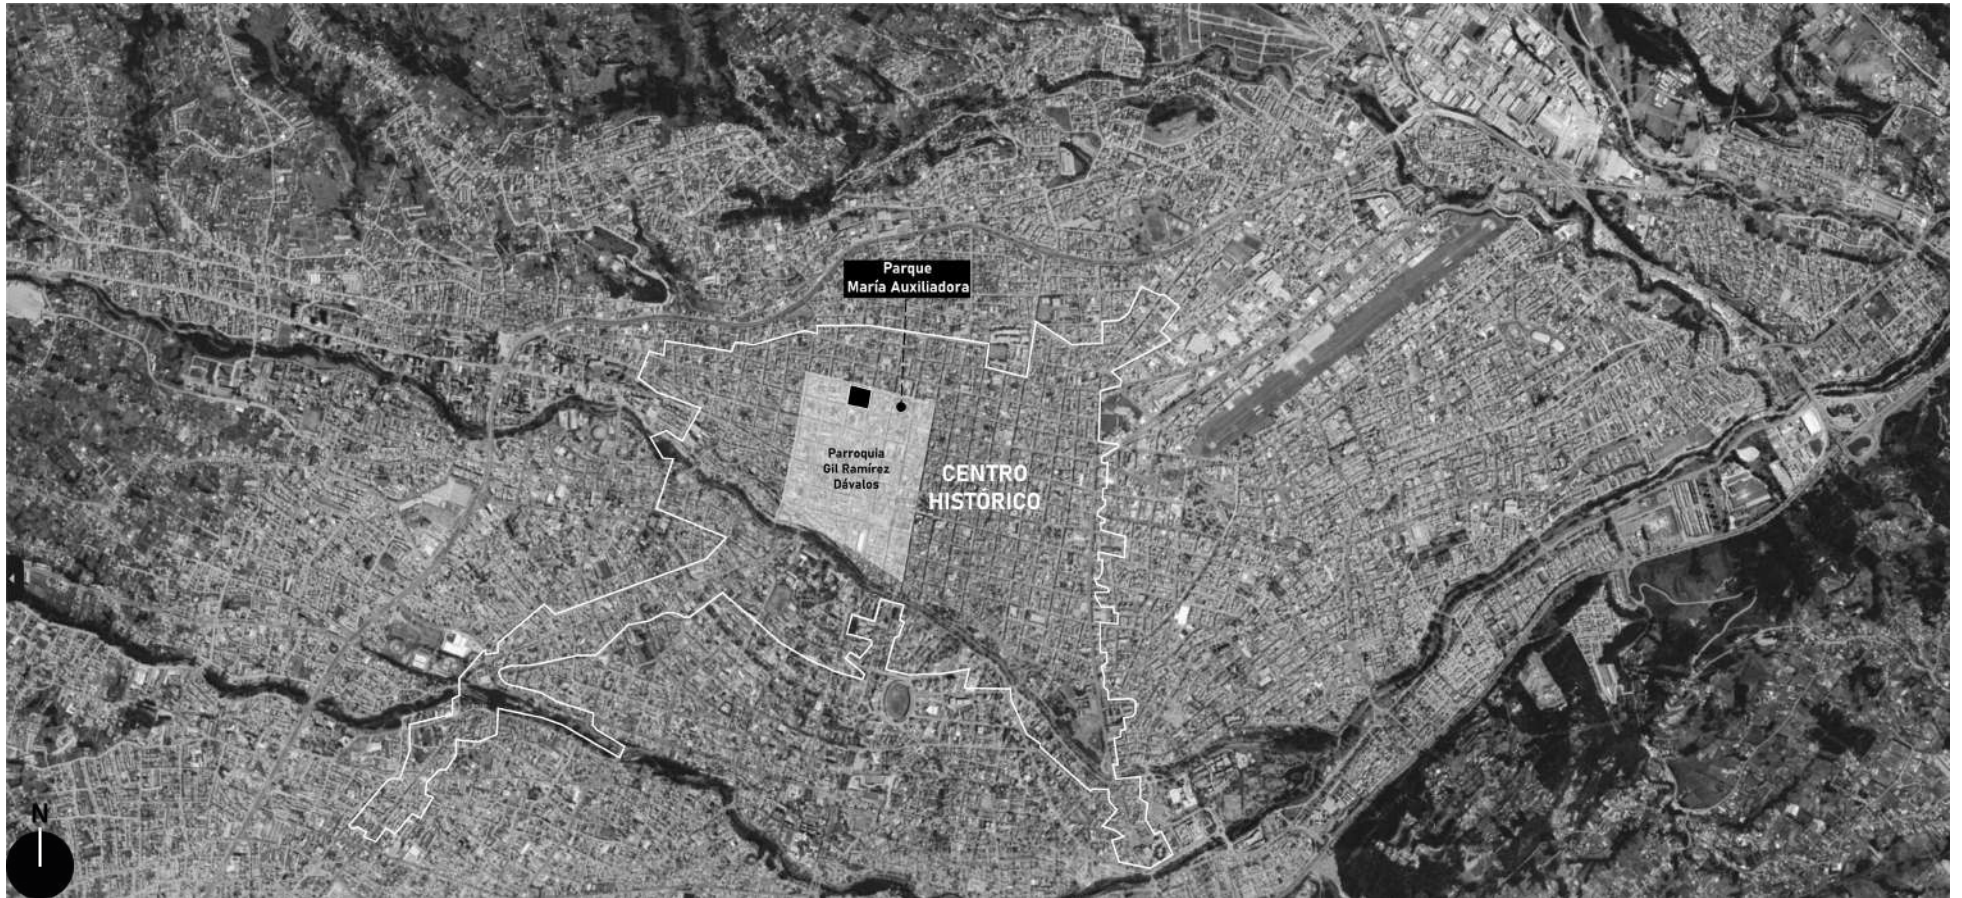 Parque
María Auxiliadora
Parroquia
Gil Ramírez
Dávalos
CENTRO
HISTÓRICO
N